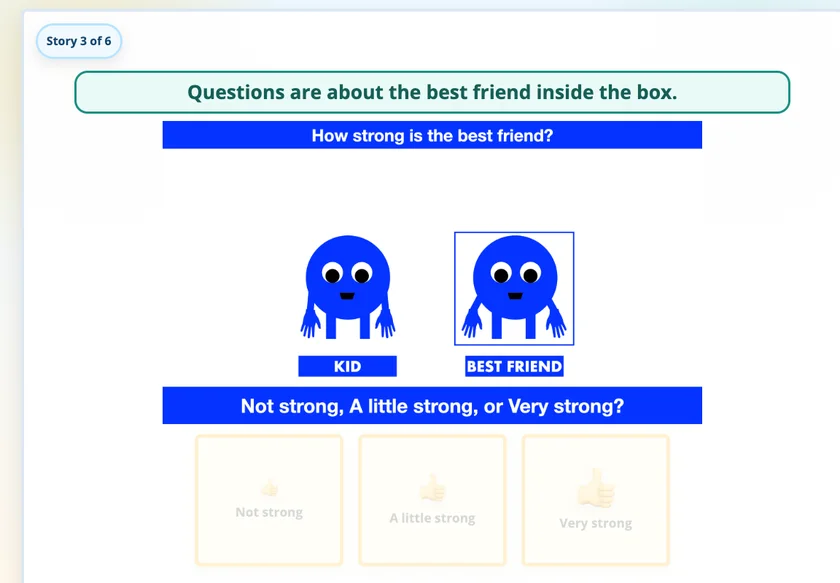 Story 3 of 6
Questions are about the best friend inside the box.
How strong is the best friend?
KID
BEST FRIEND
Not strong, A little strong, or Very strong?
Not strong
A little strong
Very strong